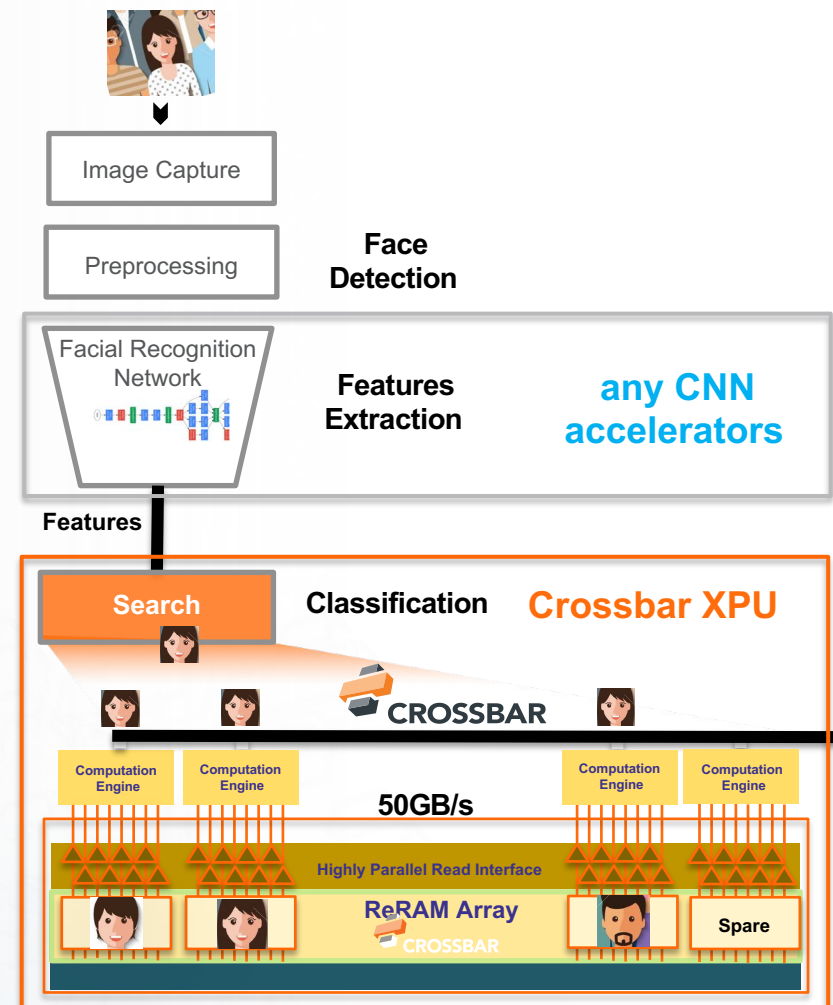 Image Capture
Preprocessing
Face
Detection
Facial Recognition
Network
Features
Extraction
any CNN
accelerators
Features
Search
Classification
Crossbar XPU
CROSSBAR
Computation
Engine
Computation
Engine
Computation
Engine
Computation
Engine
50GB/s
Highly Parallel Read Interface
ReRAM Array
CROSSBAR
Spare